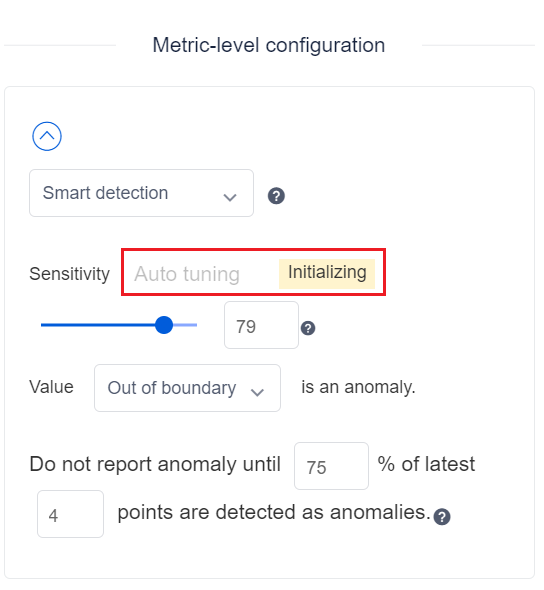 Metric-level configuration
Smart detection ?
Sensitivity Auto tuning Initializing
79 ?
Value Out of boundary is an anomaly.
Do not report anomaly until 75 % of latest
4 points are detected as anomalies. ?